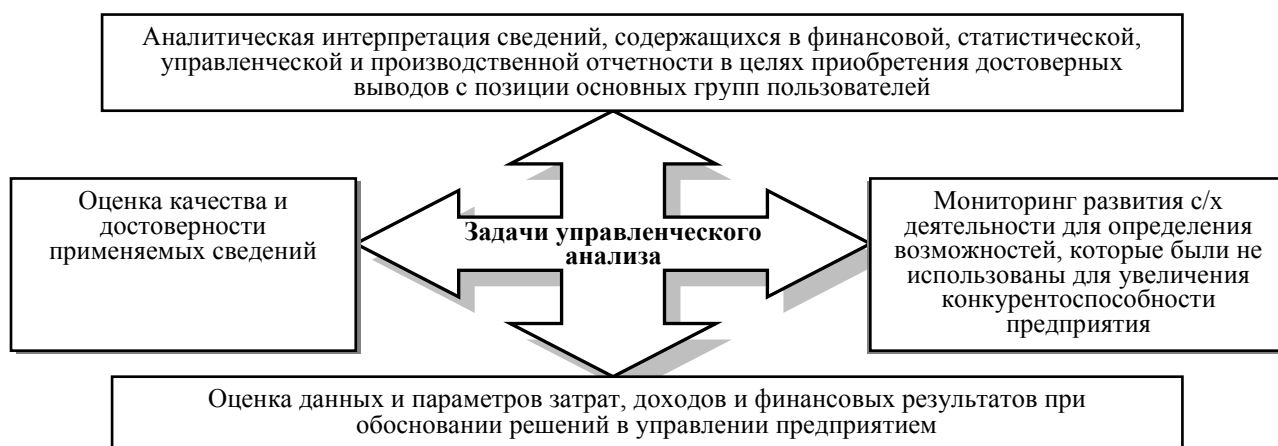 Аналитическая интерпретация сведений, содержащихся в финансовой, статистической,
управленческой и производственной отчетности в целях приобретения достоверных
выводов с позиции основных групп пользователей
Оценка качества и
достоверности
применяемых сведений
Задачи управленческого
анализа
Мониторинг развития с/х
деятельности для определения
возможностей, которые были не
использованы для увеличения
конкурентоспособности
предприятия
Оценка данных и параметров затрат, доходов и финансовых результатов при
обосновании решений в управлении предприятием